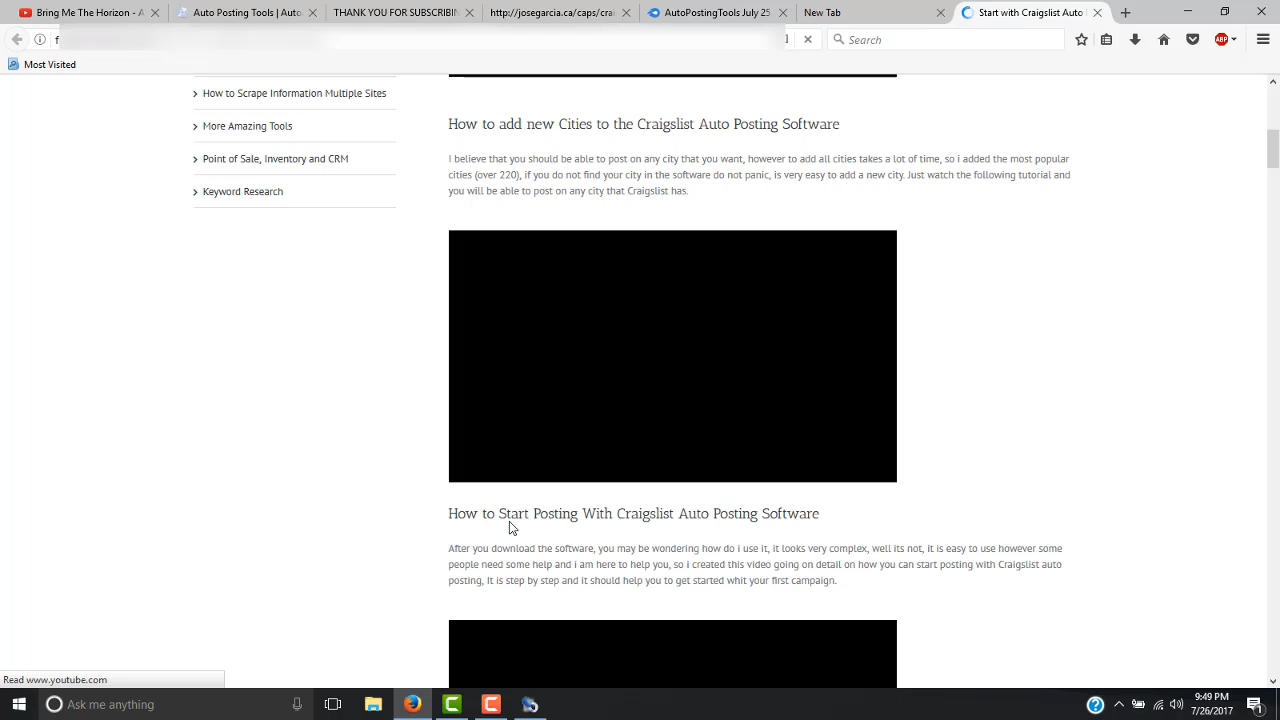 Bring Me The Horizon - A
Auto Posting Tools | Auto
THANK YOU FOR SUBSCRIBE!
http://josegarcia.ca/caps/crai
AutoPostingTools July 25
New Tab
Start with Craigslist Auto
Search
ABP
Most Visited
How to Scrape Information Multiple Sites
More Amazing Tools
Point of Sale, Inventory and CRM
Keyword Research
How to add new Cities to the Craigslist Auto Posting Software
I believe that you should be able to post on any city that you want, however to add all cities takes a lot of time, so i added the most popular
cities (over 220), if you do not find your city in the software do not panic, is very easy to add a new city. Just watch the following tutorial and
you will be able to post on any city that Craigslist has.
How to Start Posting With Craigslist Auto Posting Software
After you download the software, you may be wondering how do i use it, it looks very complex, well its not, it is easy to use however some
people need some help and i am here to help you, so i created this video going on detail on how you can start posting with Craigslist auto
posting, It is step by step and it should help you to get started whit your first campaign.
Read www.youtube.com
Ask me anything
9:49 PM
7/26/2017